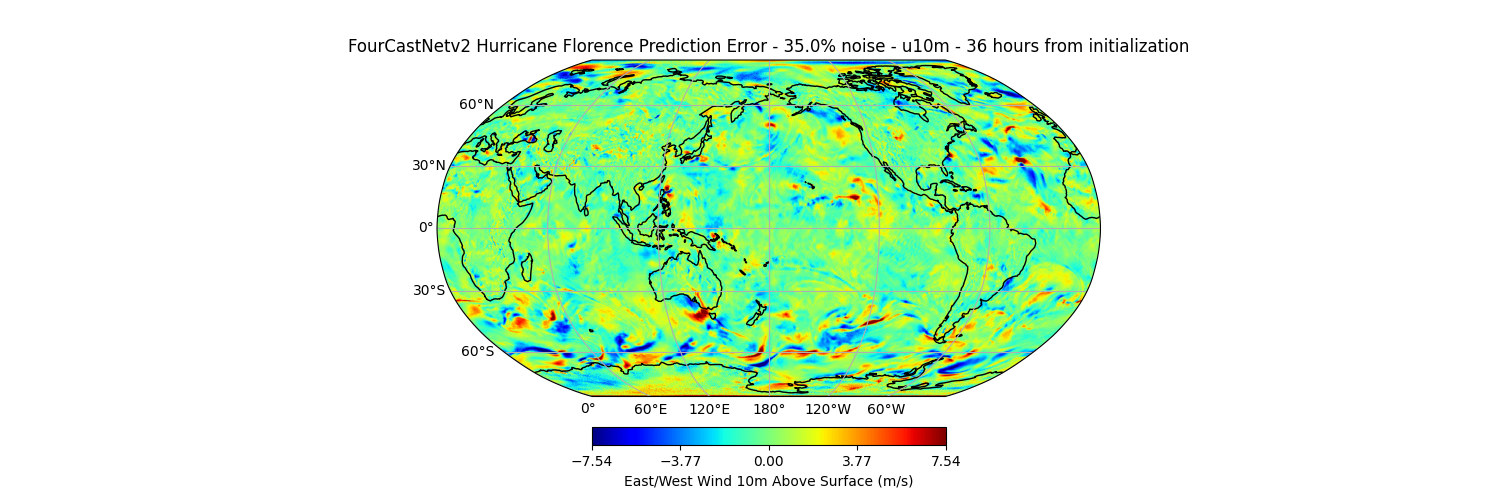 FourCastNetv2 Hurricane Florence Prediction Error - 35.0% noise - u10m - 36 hours from initialization
60°N
30°N
0°
30°S
60°S
0° 60°E 120°E 180° 120°W 60°W
−7.54 −3.77 0.00 3.77 7.54
East/West Wind 10m Above Surface (m/s)